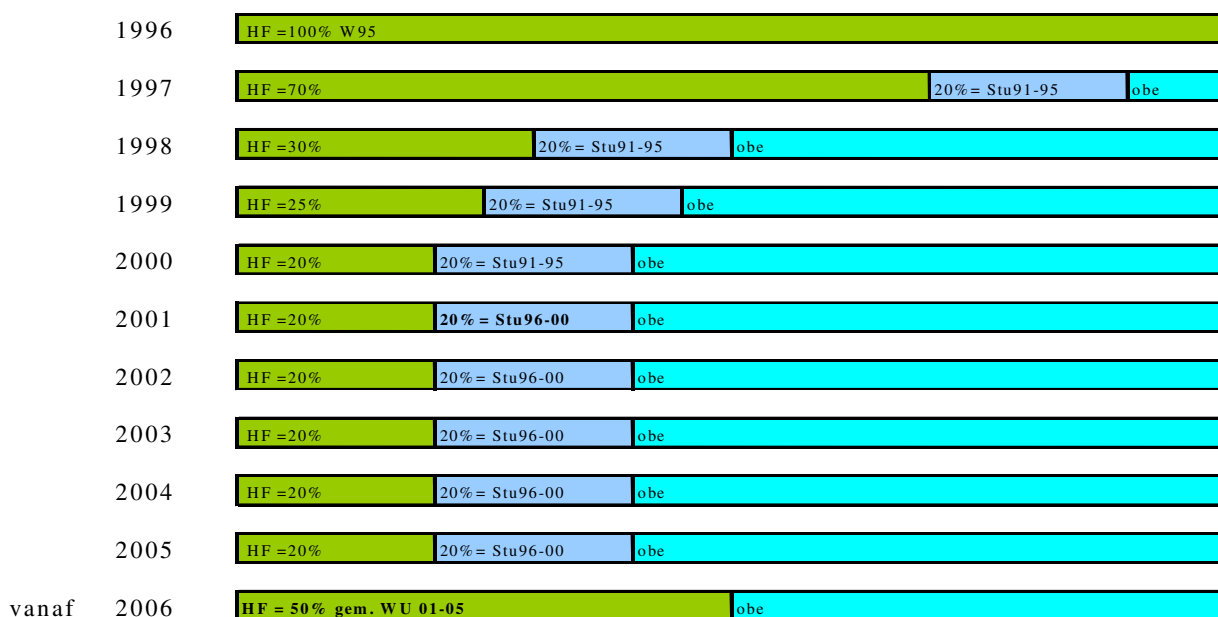 1996 HF =100% W95
1997 HF =70% 20%= Stu91-95 obe
1998 HF =30% 20%= Stu91-95 obe
1999 HF =25% 20%= Stu91-95 obe
2000 HF =20% 20%= Stu91-95 obe
2001 HF =20% 20%= Stu96-00 obe
2002 HF =20% 20%= Stu96-00 obe
2003 HF =20% 20%= Stu96-00 obe
2004 HF =20% 20%= Stu96-00 obe
2005 HF =20% 20%= Stu96-00 obe
vanaf 2006 HF = 50% gem. WU 01-05 obe